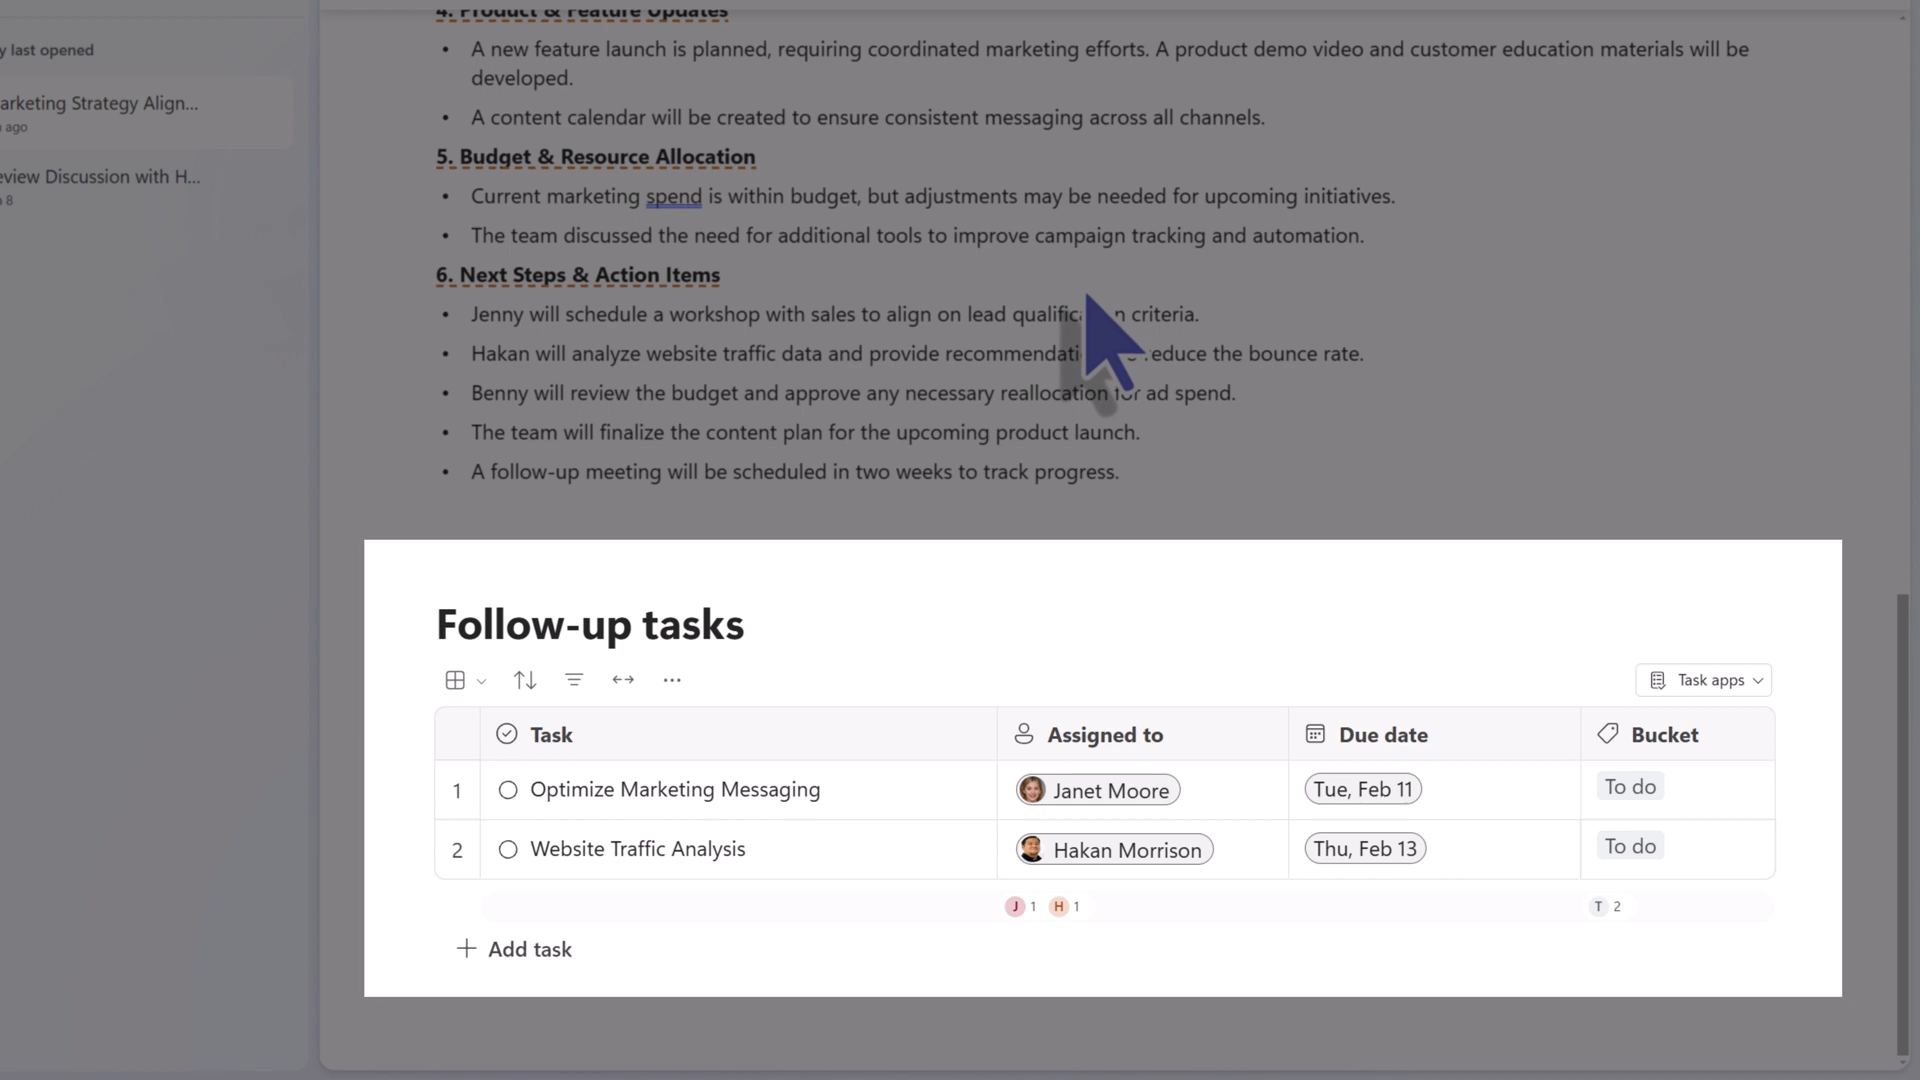 4. Product & Feature Updates
y last opened
• A new feature launch is planned, requiring coordinated marketing efforts. A product demo video and customer education materials will be
developed.
arketing Strategy Align...
ago
• A content calendar will be created to ensure consistent messaging across all channels.
5. Budget & Resource Allocation
eview Discussion with H...
8
• Current marketing spend is within budget, but adjustments may be needed for upcoming initiatives.
• The team discussed the need for additional tools to improve campaign tracking and automation.
6. Next Steps & Action Items
• Jenny will schedule a workshop with sales to align on lead qualific n criteria.
• Hakan will analyze website traffic data and provide recommendati educe the bounce rate.
• Benny will review the budget and approve any necessary reallocation for ad spend.
• The team will finalize the content plan for the upcoming product launch.
• A follow-up meeting will be scheduled in two weeks to track progress.
Follow-up tasks
Task apps
Task Assigned to Due date Bucket
1 Optimize Marketing Messaging Janet Moore Tue, Feb 11 To do
2 Website Traffic Analysis Hakan Morrison Thu, Feb 13 To do
J 1 H 1 T 2
+ Add task